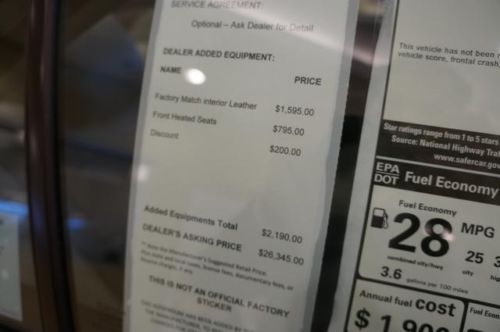 SERVICE AGREEMENT:
Optional – Ask Dealer for Detail
DEALER ADDED EQUIPMENT:
NAME PRICE
Factory Match interior Leather $1,595.00
Front Heated Seats $795.00
Discount $200.00
Added Equipments Total $2,190.00
DEALER'S ASKING PRICE $26,345.00
THIS IS NOT AN OFFICIAL FACTORY
STICKER
This vehicle has not been
vehicle score, frontal crash,
Star ratings range from 1 to 5 stars
Source: National Highway
www.safercar.gov
EPA
DOT Fuel Economy
Fuel Economy
28 MPG
25
combined city/hwy city
3.6 gallons per 100 miles
Annual fuel cost